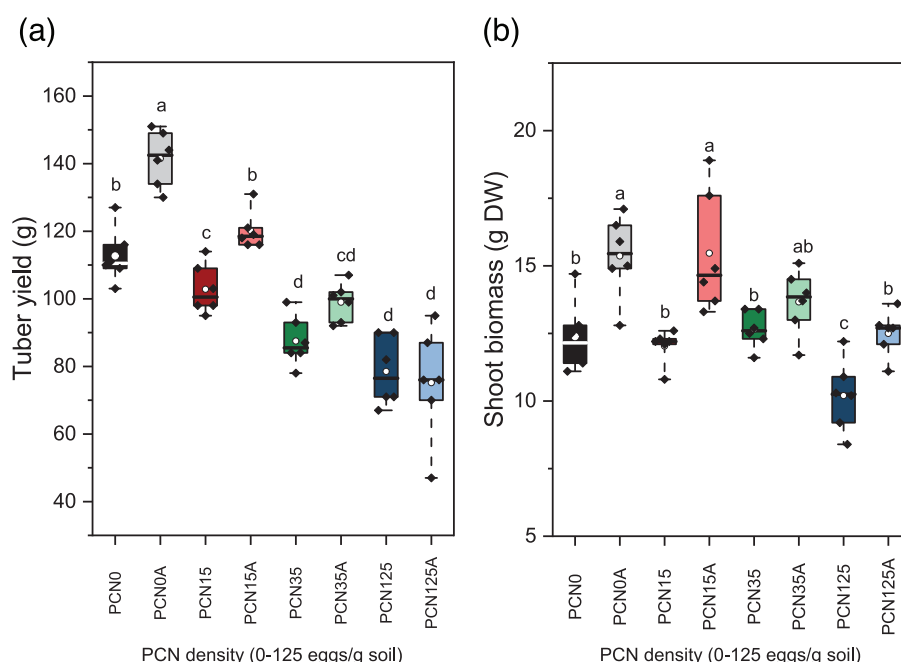 (a)
Tuber yield (g)
160
140
120
100
80
60
40
b
a
c
b
d
cd
d
d
PCN0
PCN0A
PCN15
PCN15A
PCN35
PCN35A
PCN125
PCN125A
PCN density (0-125 eggs/g soil)
(b)
Shoot biomass (g DW)
20
15
10
5
b
a
b
a
b
ab
c
b
PCN0
PCN0A
PCN15
PCN15A
PCN35
PCN35A
PCN125
PCN125A
PCN density (0-125 eggs/g soil)